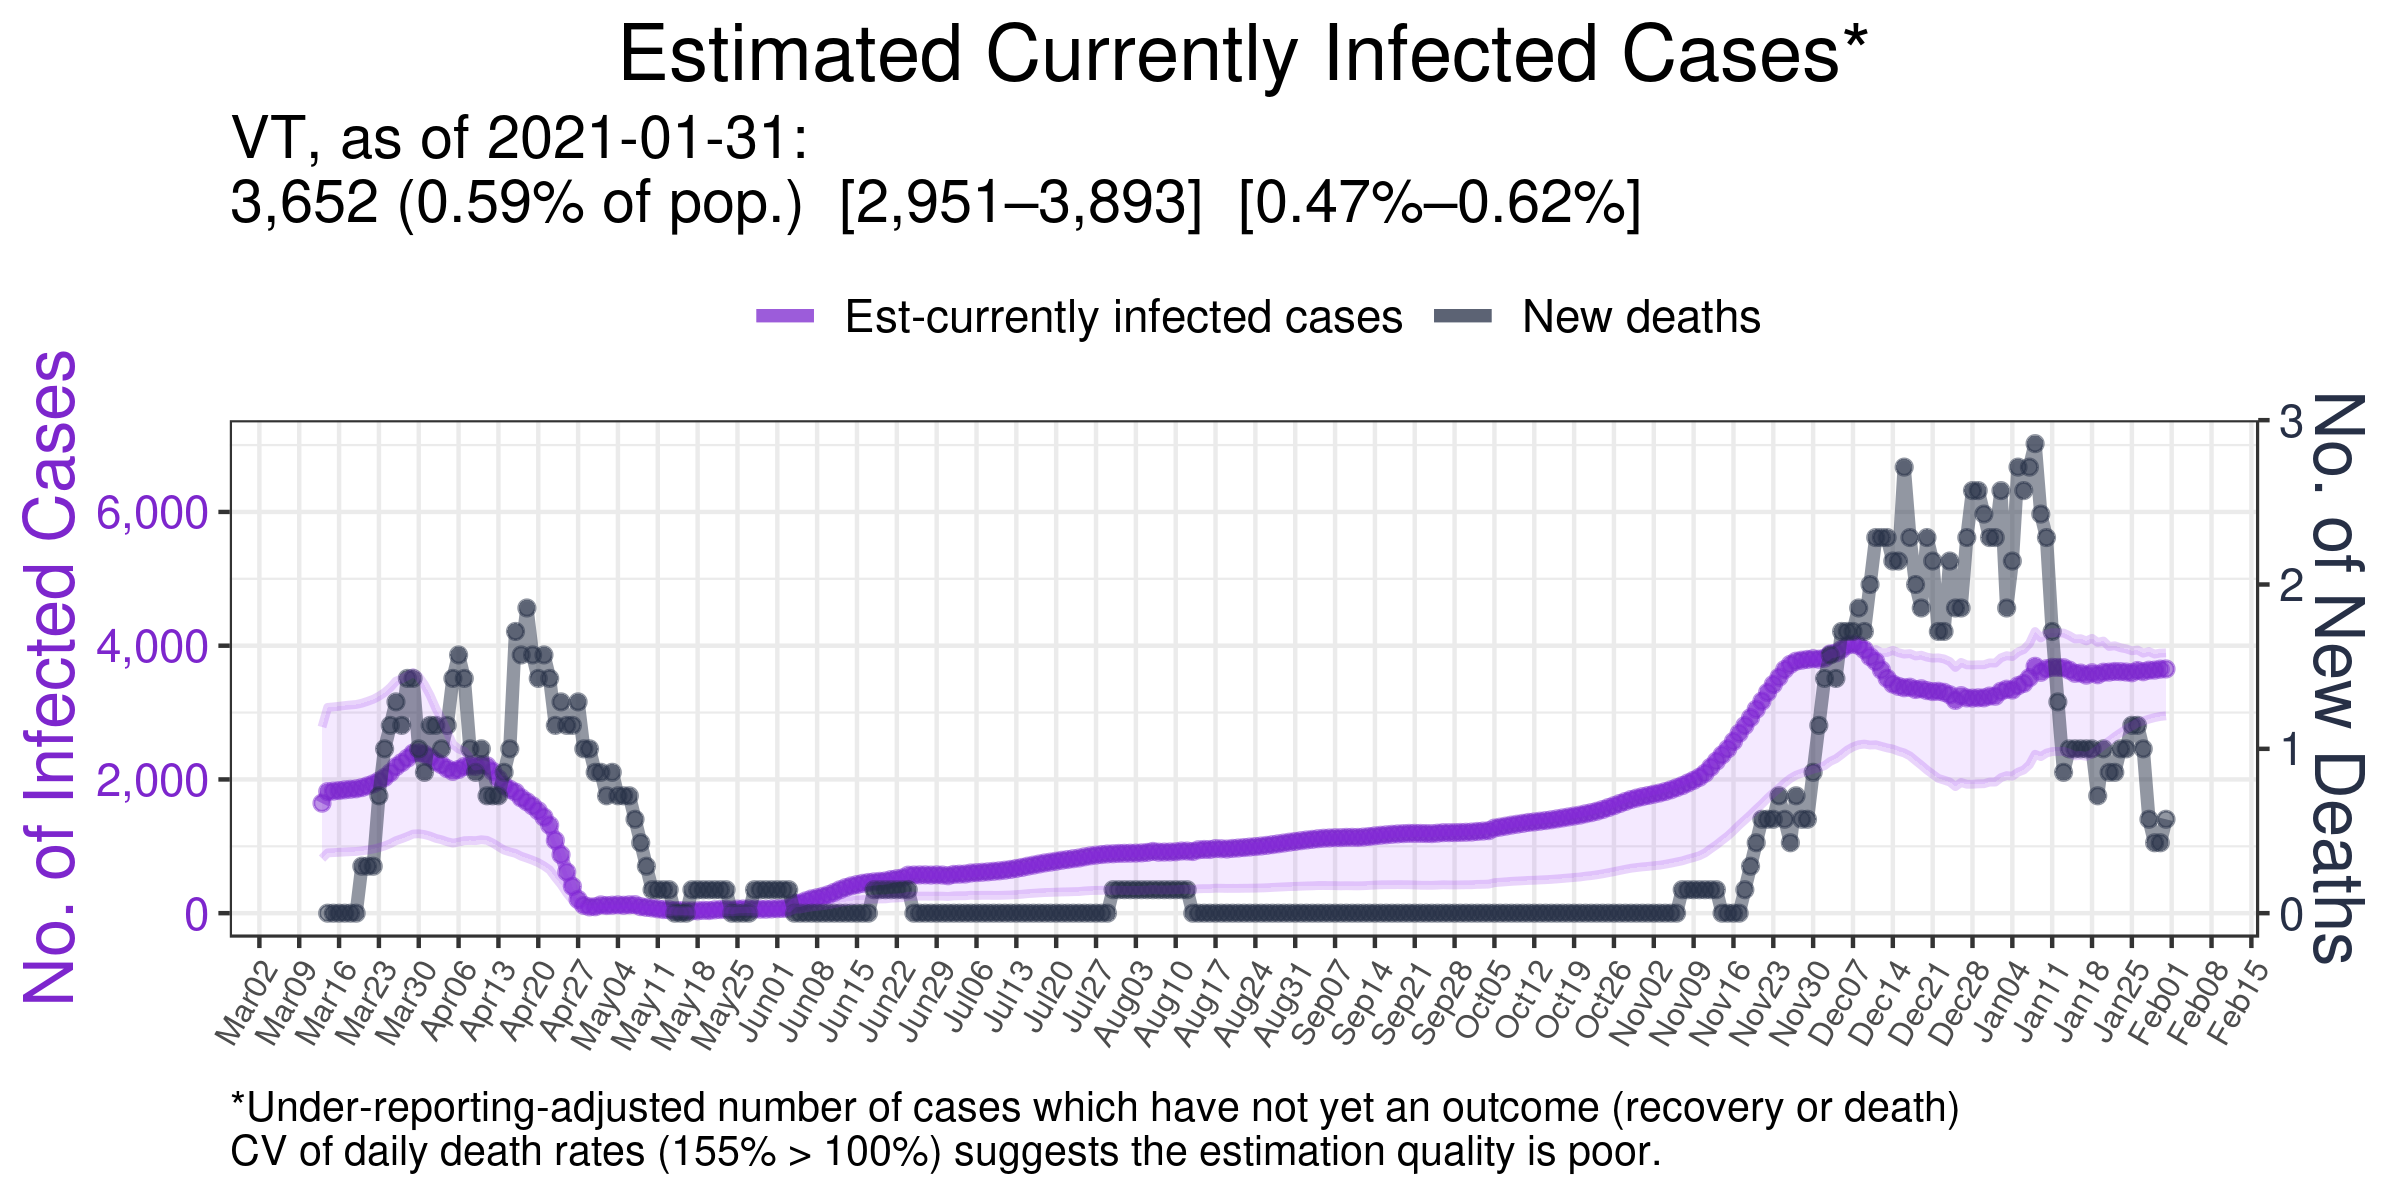 Estimated Currently Infected Cases*
VT, as of 2021-01-31:
3,652 (0.59% of pop.) [2,951–3,893] [0.47%–0.62%]
Est-currently infected cases
New deaths
No. of Infected Cases
6,000
4,000
2,000
0
3
2
1
0
No. of New Deaths
Mar02
Mar09
Mar16
Mar23
Mar30
Apr06
Apr13
Apr20
Apr27
May04
May11
May18
May25
Jun01
Jun08
Jun15
Jun22
Jun29
Jul06
Jul13
Jul20
Jul27
Aug03
Aug10
Aug17
Aug24
Aug31
Sep07
Sep14
Sep21
Sep28
Oct05
Oct12
Oct19
Oct26
Nov02
Nov09
Nov16
Nov23
Nov30
Dec07
Dec14
Dec21
Dec28
Jan04
Jan11
Jan18
Jan25
Feb01
Feb08
Feb15
*Under-reporting-adjusted number of cases which have not yet an outcome (recovery or death)
CV of daily death rates (155% > 100%) suggests the estimation quality is poor.